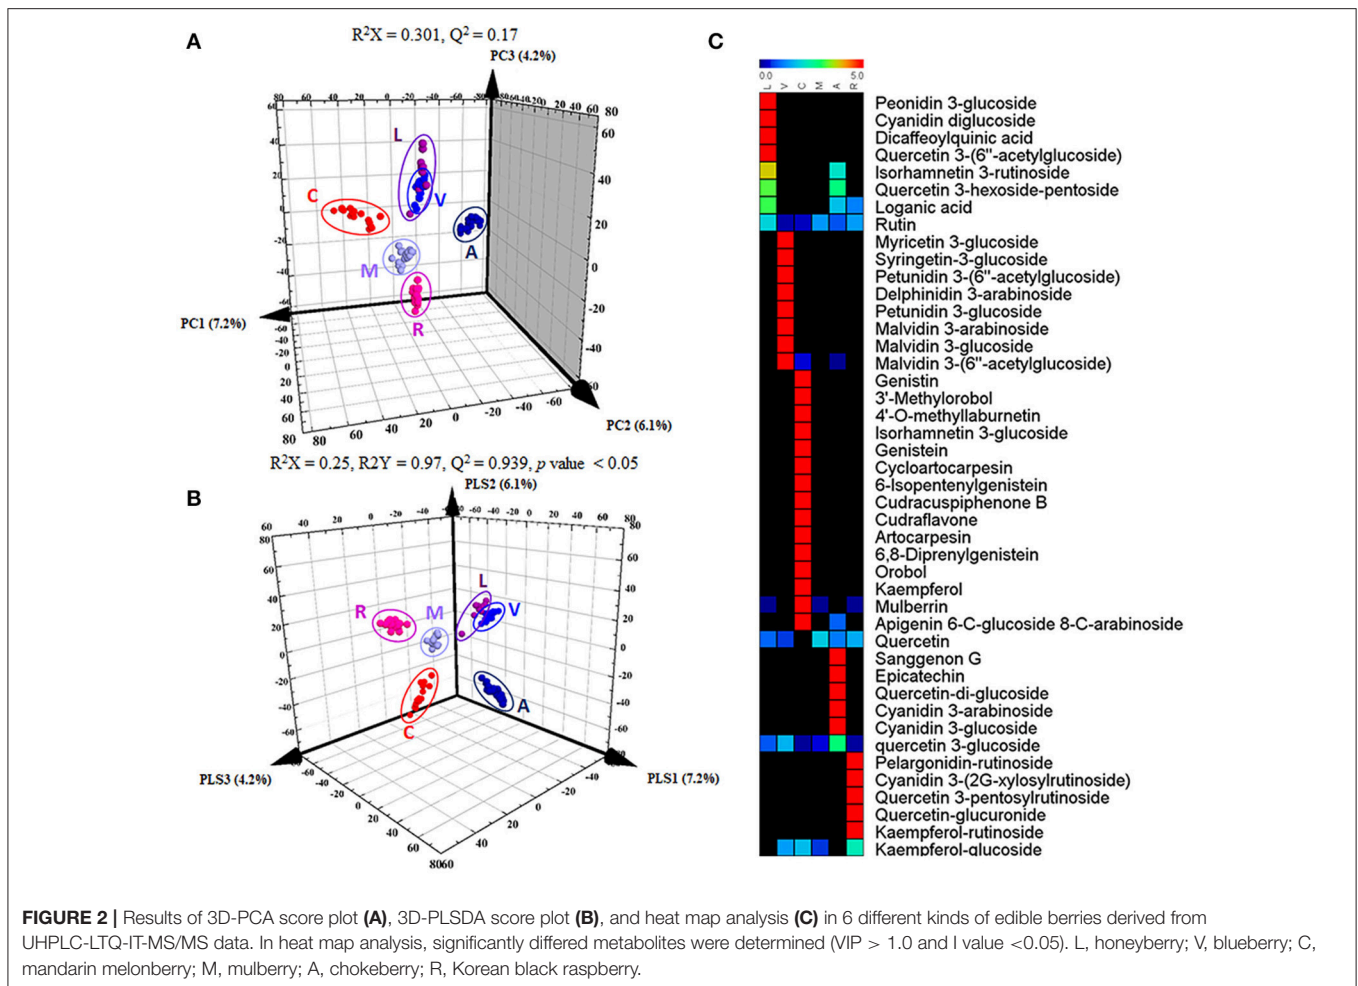 A
R²X = 0.301, Q² = 0.17
PC3 (4.2%)
L
C
V
A
M
R
PC1 (7.2%)
PC2 (6.1%)
R²X = 0.25, R2Y = 0.97, Q² = 0.939, p value < 0.05
B
PLS2 (6.1%)
L
R
M
V
A
C
PLS3 (4.2%)
PLS1 (7.2%)
C
0.0 5.0
L V C M A R
Peonidin 3-glucoside
Cyanidin diglucoside
Dicaffeoylquinic acid
Quercetin 3-(6"-acetylglucoside)
Isorhamnetin 3-rutinoside
Quercetin 3-hexoside-pentoside
Loganic acid
Rutin
Myricetin 3-glucoside
Syringetin-3-glucoside
Petunidin 3-(6"-acetylglucoside)
Delphinidin 3-arabinoside
Petunidin 3-glucoside
Malvidin 3-arabinoside
Malvidin 3-glucoside
Malvidin 3-(6"-acetylglucoside)
Genistin
3'-Methylorobol
4'-O-methyllaburnetin
Isorhamnetin 3-glucoside
Genistein
Cycloartocarpesin
6-Isopentenylgenistein
Cudracuspiphenone B
Cudraflavone
Artocarpesin
6,8-Diprenylgenistein
Orobol
Kaempferol
Mulberrin
Apigenin 6-C-glucoside 8-C-arabinoside
Quercetin
Sanggenon G
Epicatechin
Quercetin-di-glucoside
Cyanidin 3-arabinoside
Cyanidin 3-glucoside
quercetin 3-glucoside
Pelargonidin-rutinoside
Cyanidin 3-(2G-xylosylrutinoside)
Quercetin 3-pentosylrutinoside
Quercetin-glucuronide
Kaempferol-rutinoside
Kaempferol-glucoside
FIGURE 2 | Results of 3D-PCA score plot (A), 3D-PLSDA score plot (B), and heat map analysis (C) in 6 different kinds of edible berries derived from
UHPLC-LTQ-IT-MS/MS data. In heat map analysis, significantly differed metabolites were determined (VIP > 1.0 and I value <0.05). L, honeyberry; V, blueberry; C,
mandarin melonberry; M, mulberry; A, chokeberry; R, Korean black raspberry.